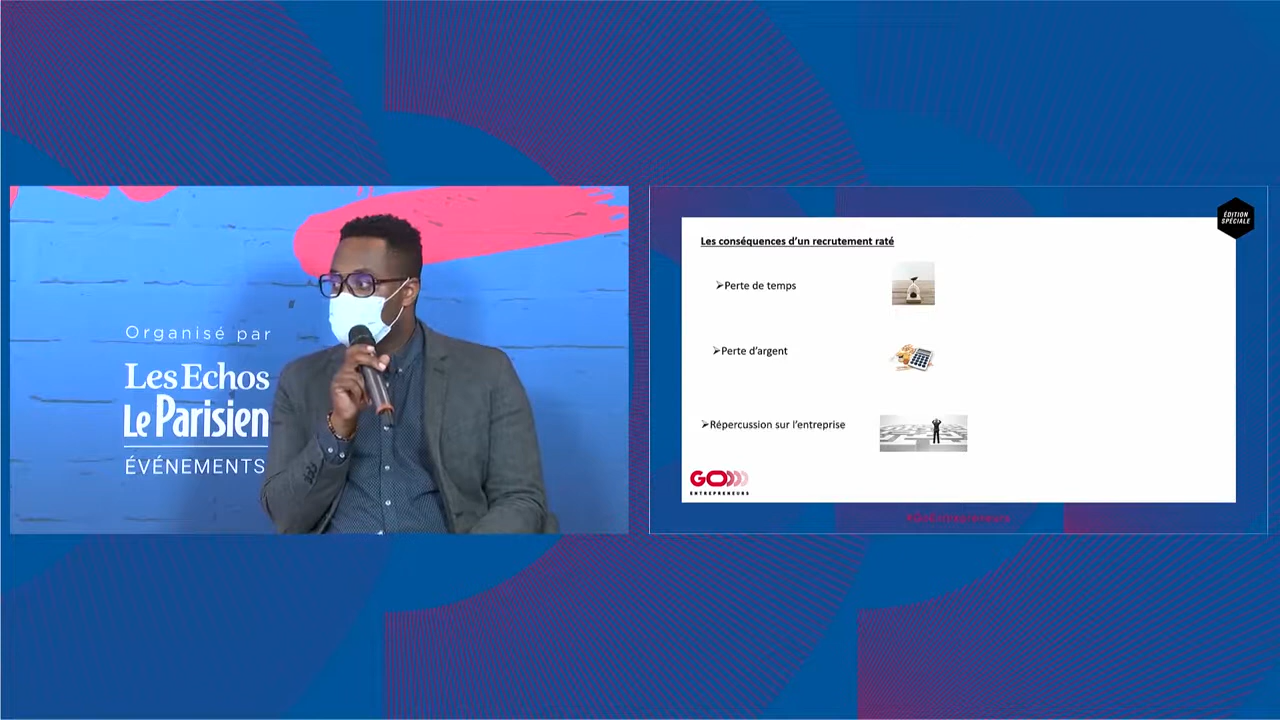 Organisé par
Les Echos
Le Parisien
ÉVÉNEMENTS
ÉDITION
SPÉCIALE
Les conséquences d'un recrutement raté
➢Perte de temps
➢Perte d'argent
➢Répercussion sur l'entreprise
GO
ENTREPRENEURS
#GoEntrepreneurs